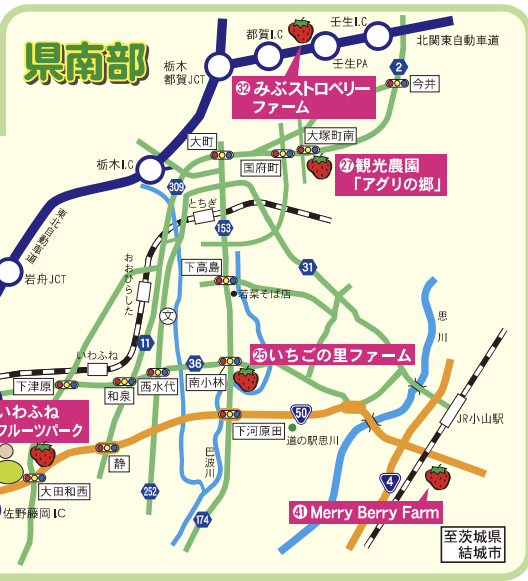 県南部
都賀I.C
壬生I.C
北関東自動車道
栃木
都賀JCT
壬生PA
2
㉜みぶストロベリー
ファーム
今井
大町
大塚町南
国府町
栃木I.C
㉗観光農園
「アグリの郷」
309
とちぎ
153
東北自動車道
岩舟JCT
おおひらした
下高島
31
若菜そば店
思川
文
11
いわふね
36
㉕いちごの里ファーム
下津原
和泉
西水代
南小林
50
JR小山駅
いわふね
フルーツパーク
下河原田
道の駅思川
静
巴波川
大田和西
252
4
佐野藤岡I.C
174
㊶Merry Berry Farm
至茨城県
結城市